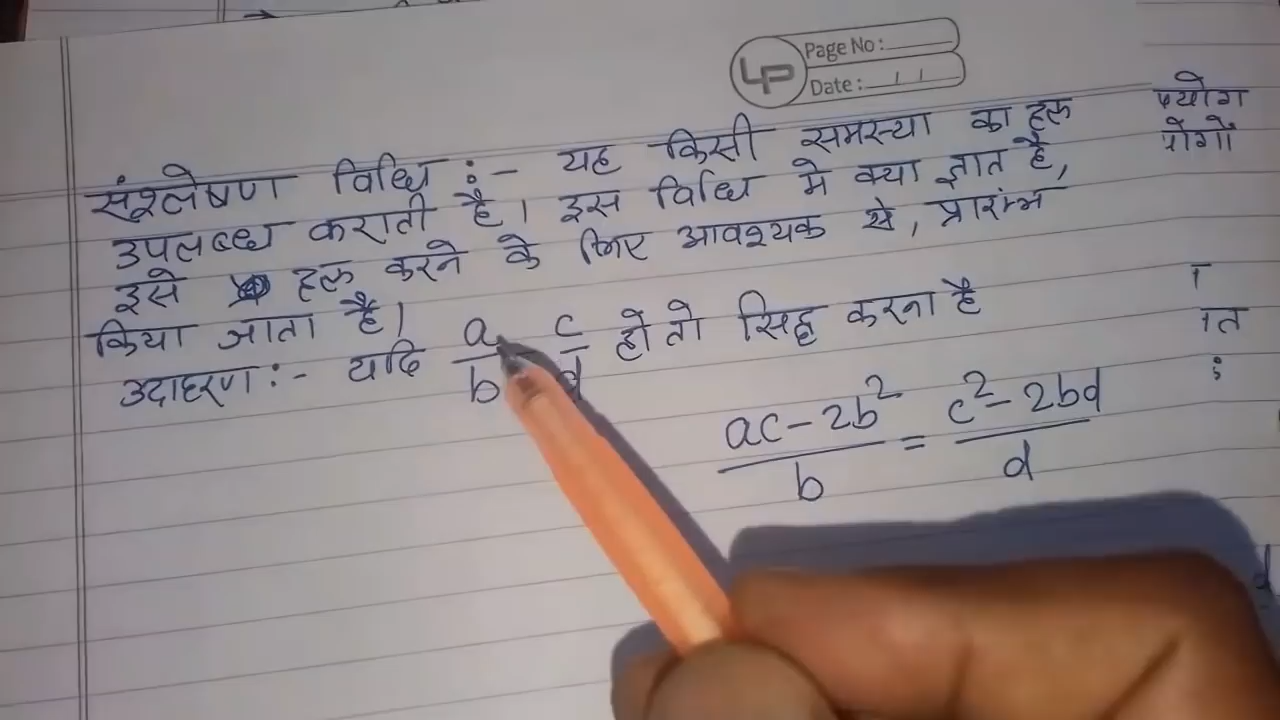 LP
Page No :
Date :
संश्लेषण विधि :- यह किसी समस्या का हल
उपलब्ध कराती है। इस विधि मे क्या ज्ञात है,
इसे हल करने के लिए आवश्यक से, प्रारंम्भ
किया जाता है।
उदाहरण :- यदि a/b = c/d हो तो सिद्ध करना है
(ac - 2b²)/b = (c² - 2bd)/d